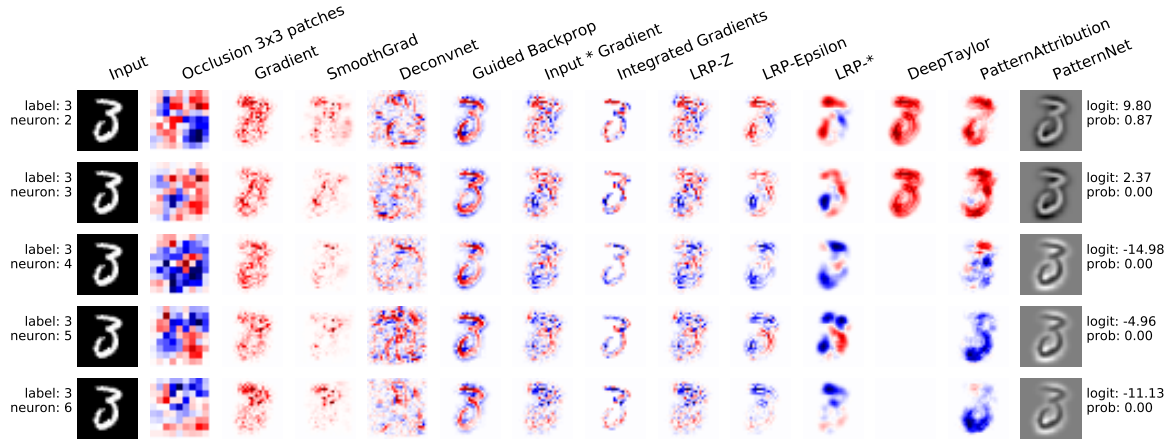 Input
Occlusion 3x3 patches
Gradient
SmoothGrad
Deconvnet
Guided Backprop
Input * Gradient
Integrated Gradients
LRP-Z
LRP-Epsilon
LRP-*
DeepTaylor
PatternAttribution
PatternNet
label: 3
neuron: 2
logit: 9.80
prob: 0.87
label: 3
neuron: 3
logit: 2.37
prob: 0.00
label: 3
neuron: 4
logit: -14.98
prob: 0.00
label: 3
neuron: 5
logit: -4.96
prob: 0.00
label: 3
neuron: 6
logit: -11.13
prob: 0.00